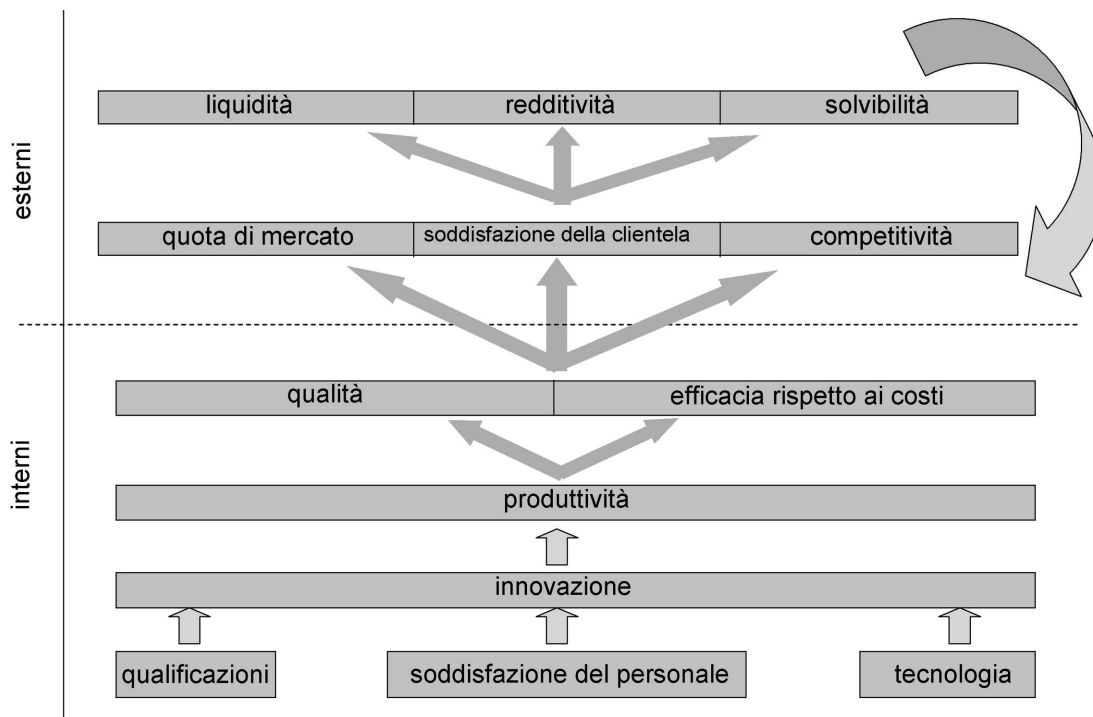 esterni
liquidità redditività solvibilità
quota di mercato soddisfazione della clientela competitività
interni
qualità efficacia rispetto ai costi
produttività
innovazione
qualificazioni soddisfazione del personale tecnologia